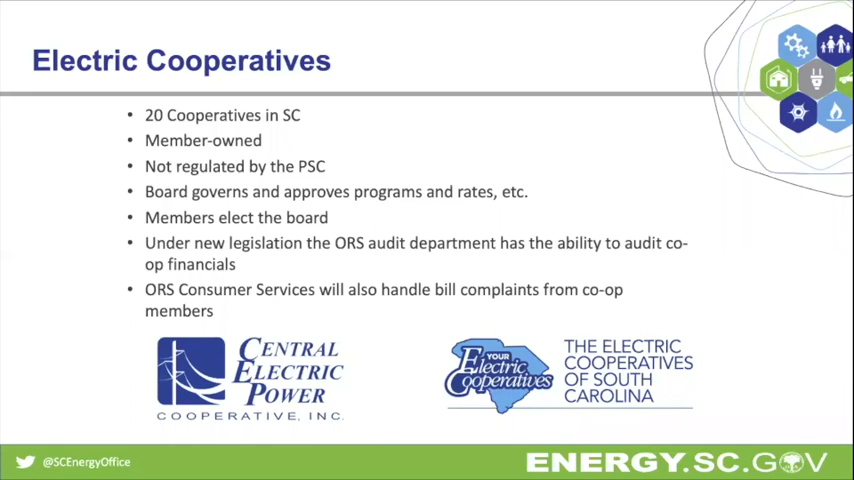 Electric Cooperatives
• 20 Cooperatives in SC
• Member-owned
• Not regulated by the PSC
• Board governs and approves programs and rates, etc.
• Members elect the board
• Under new legislation the ORS audit department has the ability to audit co-
op financials
• ORS Consumer Services will also handle bill complaints from co-op
members
CENTRAL
ELECTRIC
POWER
COOPERATIVE, INC.
YOUR
Electric
Cooperatives
THE ELECTRIC
COOPERATIVES
OF SOUTH
CAROLINA
@SCEnergyOffice
ENERGY.SC.GOV